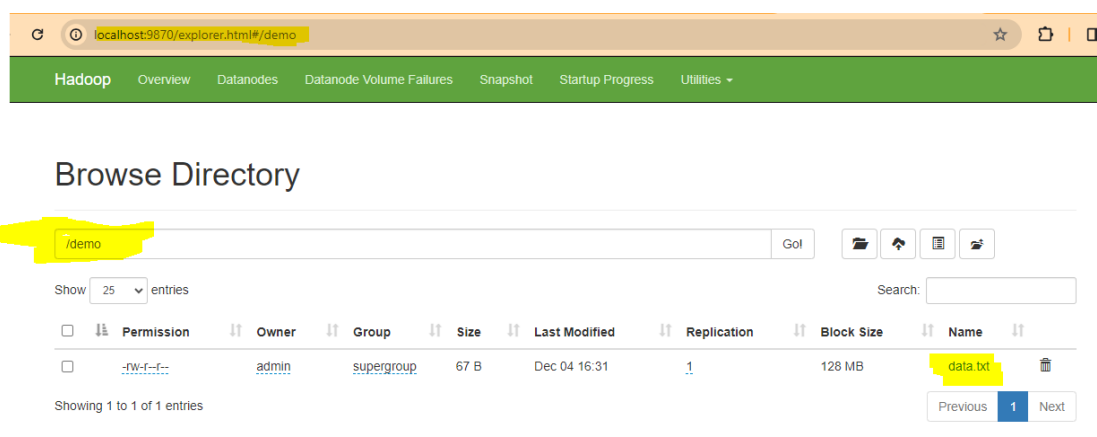 localhost:9870/explorer.html#/demo
Hadoop Overview Datanodes Datanode Volume Failures Snapshot Startup Progress Utilities
Browse Directory
/demo Go!
Show 25 entries Search:
Permission Owner Group Size Last Modified Replication Block Size Name
-rw-r--r-- admin supergroup 67 B Dec 04 16:31 1 128 MB data.txt
Showing 1 to 1 of 1 entries Previous 1 Next